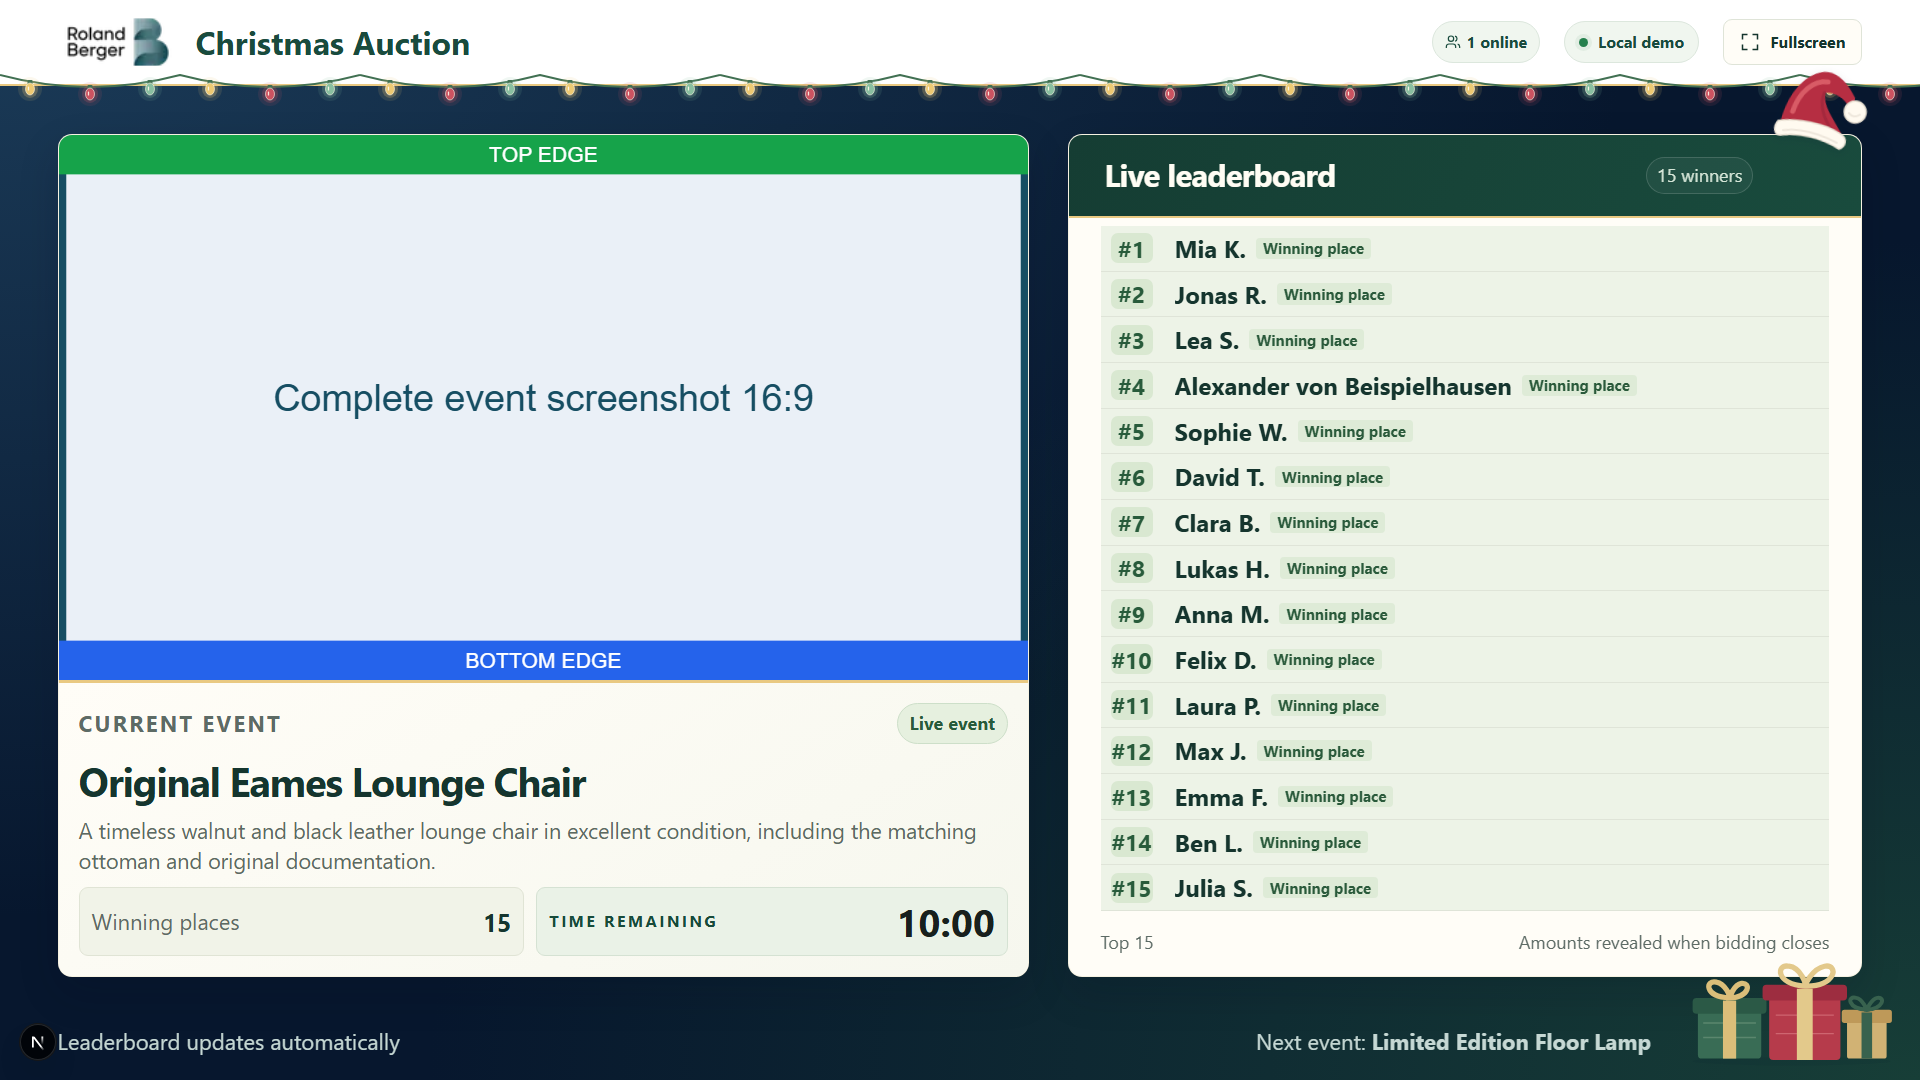 Roland
Berger
Christmas Auction
1 online
Local demo
Fullscreen
TOP EDGE
Complete event screenshot 16:9
BOTTOM EDGE
CURRENT EVENT
Live event
Original Eames Lounge Chair
A timeless walnut and black leather lounge chair in excellent condition, including the matching
ottoman and original documentation.
Winning places 15
TIME REMAINING 10:00
Live leaderboard
15 winners
#1 Mia K. Winning place
#2 Jonas R. Winning place
#3 Lea S. Winning place
#4 Alexander von Beispielhausen Winning place
#5 Sophie W. Winning place
#6 David T. Winning place
#7 Clara B. Winning place
#8 Lukas H. Winning place
#9 Anna M. Winning place
#10 Felix D. Winning place
#11 Laura P. Winning place
#12 Max J. Winning place
#13 Emma F. Winning place
#14 Ben L. Winning place
#15 Julia S. Winning place
Top 15
Amounts revealed when bidding closes
N
Leaderboard updates automatically
Next event: Limited Edition Floor Lamp